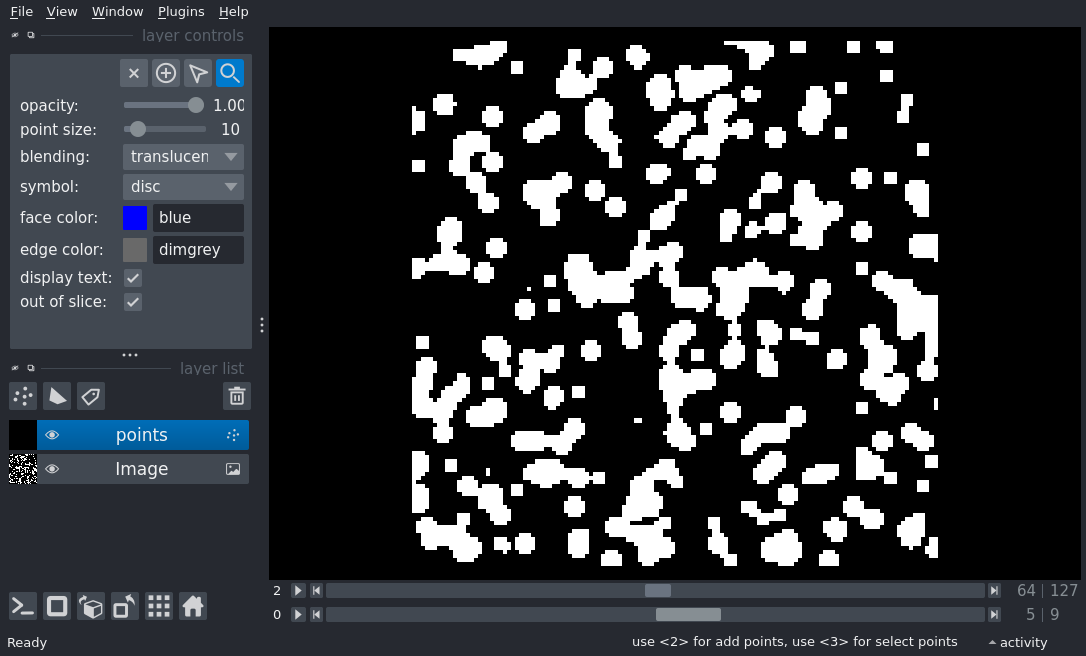 File View Window Plugins Help
layer controls
opacity: 1.00
point size: 10
blending: translucen
symbol: disc
face color: blue
edge color: dimgrey
display text:
out of slice:
layer list
points
Image
2 64 | 127
0 5 | 9
Ready use <2> for add points, use <3> for select points activity